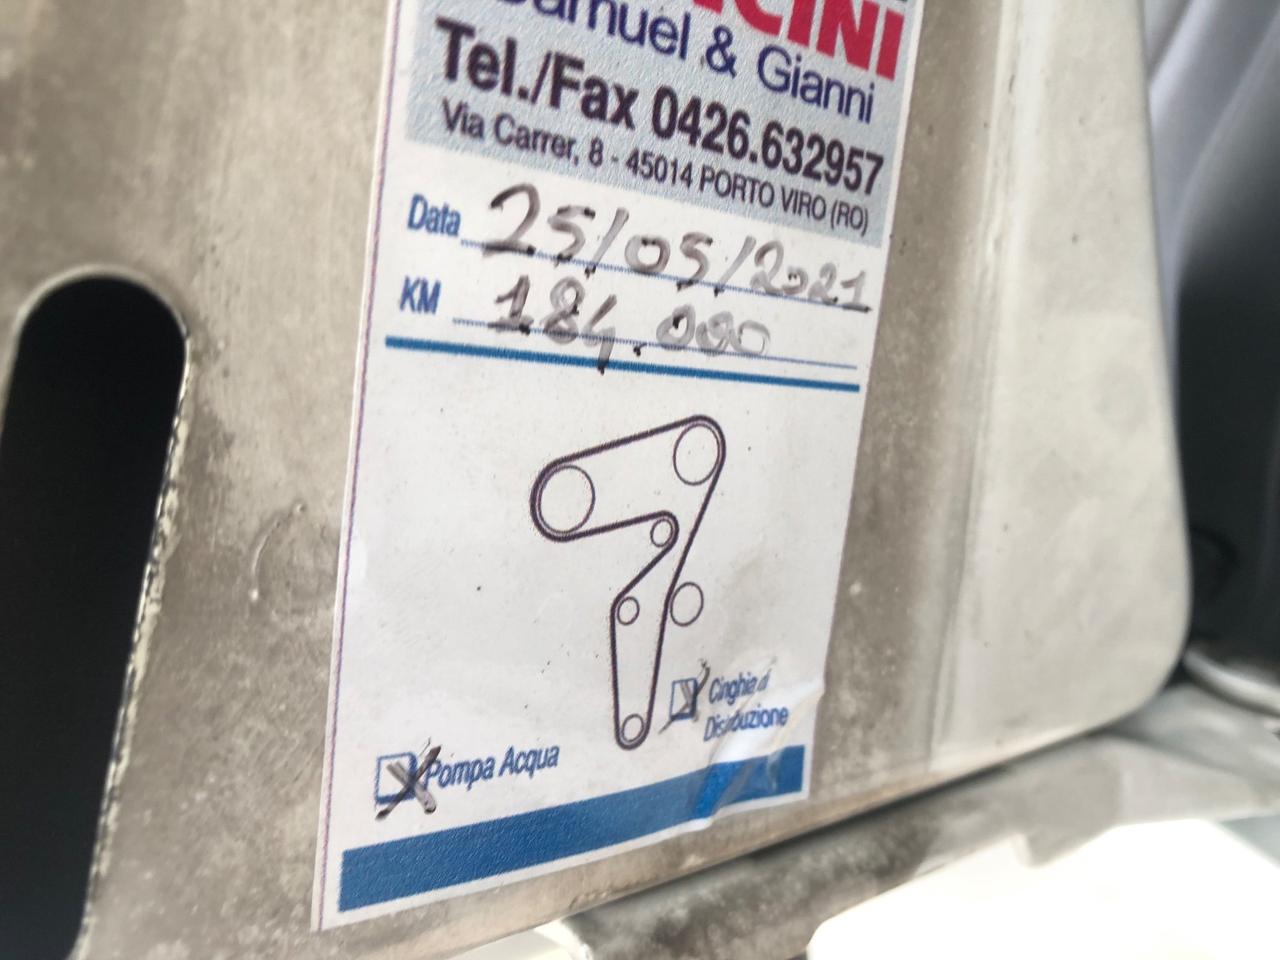 Samuel & Gianni
Tel./Fax 0426.632957
Via Carrer, 8 - 45014 PORTO VIRO (RO)
Data 25/05/2021
KM 184.000
Cinghia di
Distribuzione
Pompa Acqua